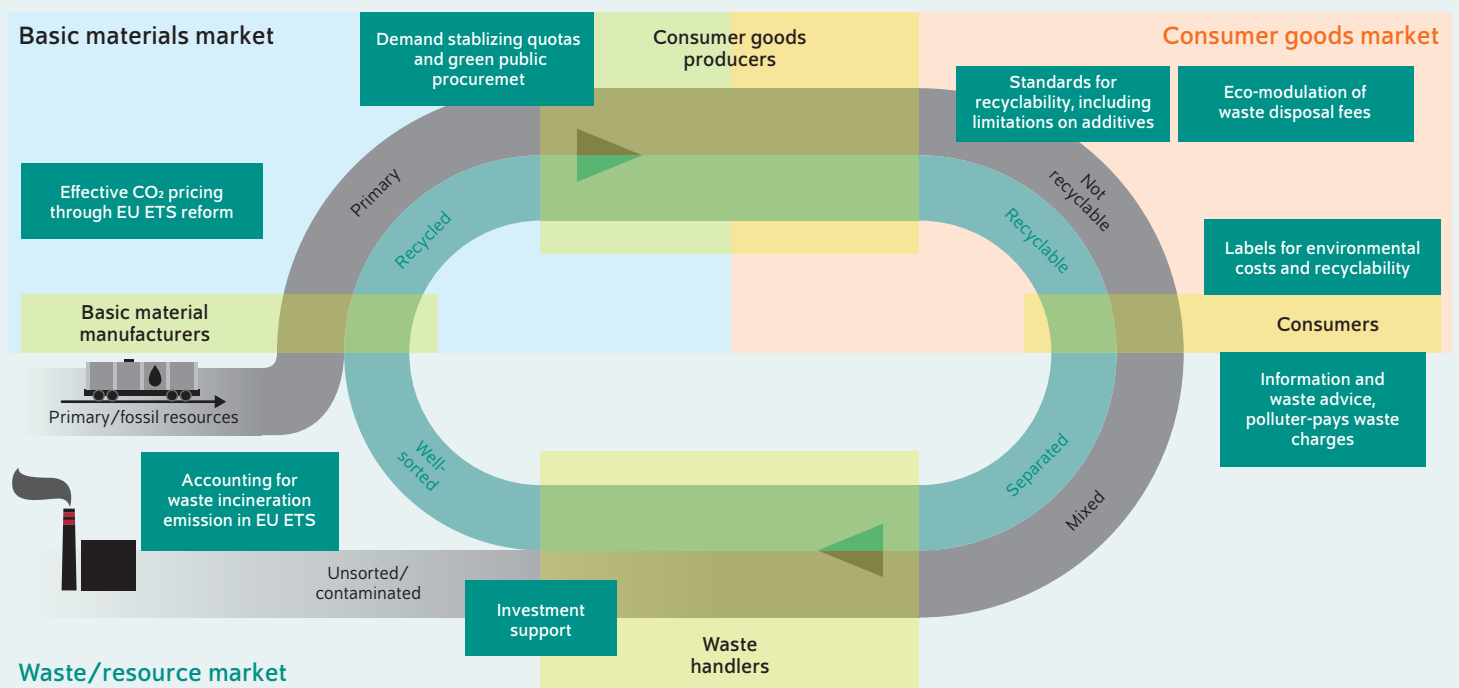 Basic materials market
Demand stablizing quotas
and green public
procuremet
Consumer goods
producers
Consumer goods market
Standards for
recyclability, including
limitations on additives
Eco-modulation of
waste disposal fees
Effective CO₂ pricing
through EU ETS reform
Primary
Recycled
Not
recyclable
Recyclable
Labels for environmental
costs and recyclability
Basic material
manufacturers
Consumers
Primary/fossil resources
Information and
waste advice,
polluter-pays waste
charges
Well-
sorted
Separated
Mixed
Accounting for
waste incineration
emission in EU ETS
Unsorted/
contaminated
Investment
support
Waste
handlers
Waste/resource market